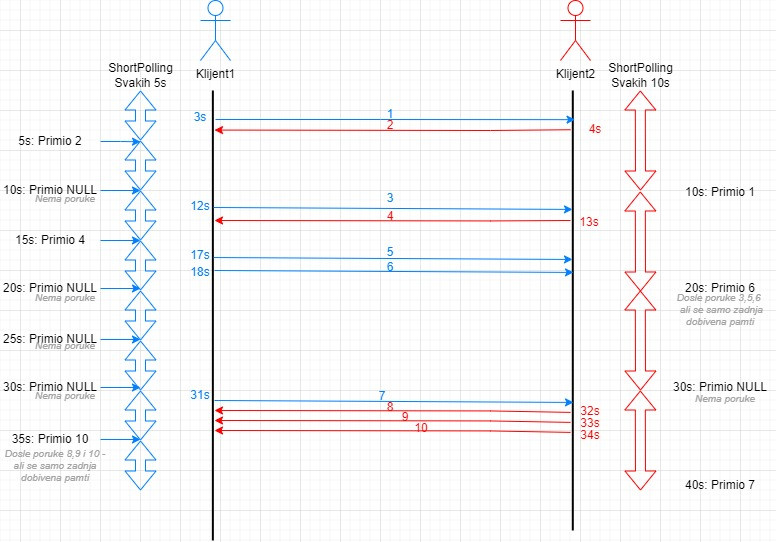 ShortPolling
Svakih 5s
Klijent1
Klijent2
ShortPolling
Svakih 10s
3s
1
2
4s
5s: Primio 2
10s: Primio NULL
Nema poruke
10s: Primio 1
12s
3
4
13s
15s: Primio 4
17s
5
18s
6
20s: Primio NULL
Nema poruke
20s: Primio 6
Dosle poruke 3,5,6
ali se samo zadnja
dobivena pamti
25s: Primio NULL
Nema poruke
30s: Primio NULL
Nema poruke
30s: Primio NULL
Nema poruke
31s
7
8
32s
9
33s
10
34s
35s: Primio 10
Dosle poruke 8,9 i 10 -
ali se samo zadnja
dobivena pamti
40s: Primio 7